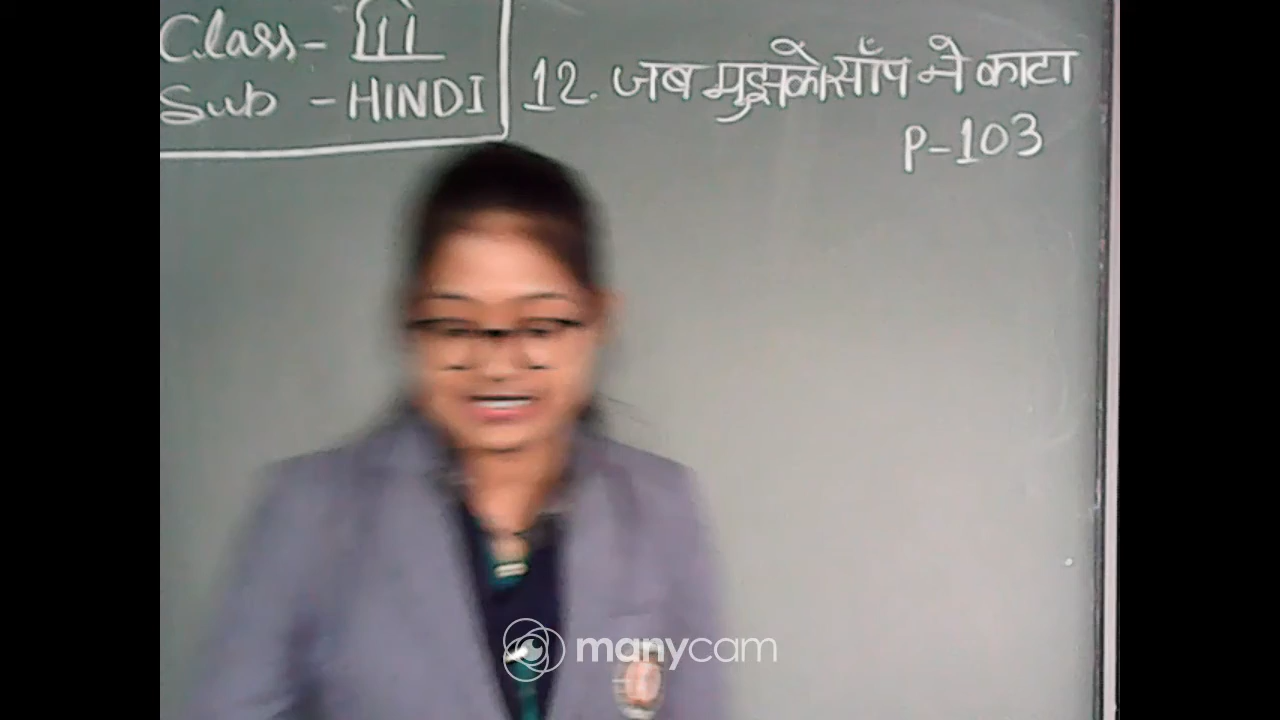 Class - III
Sub - HINDI
12. जब मुझको साँप ने काटा
P-103
manycam